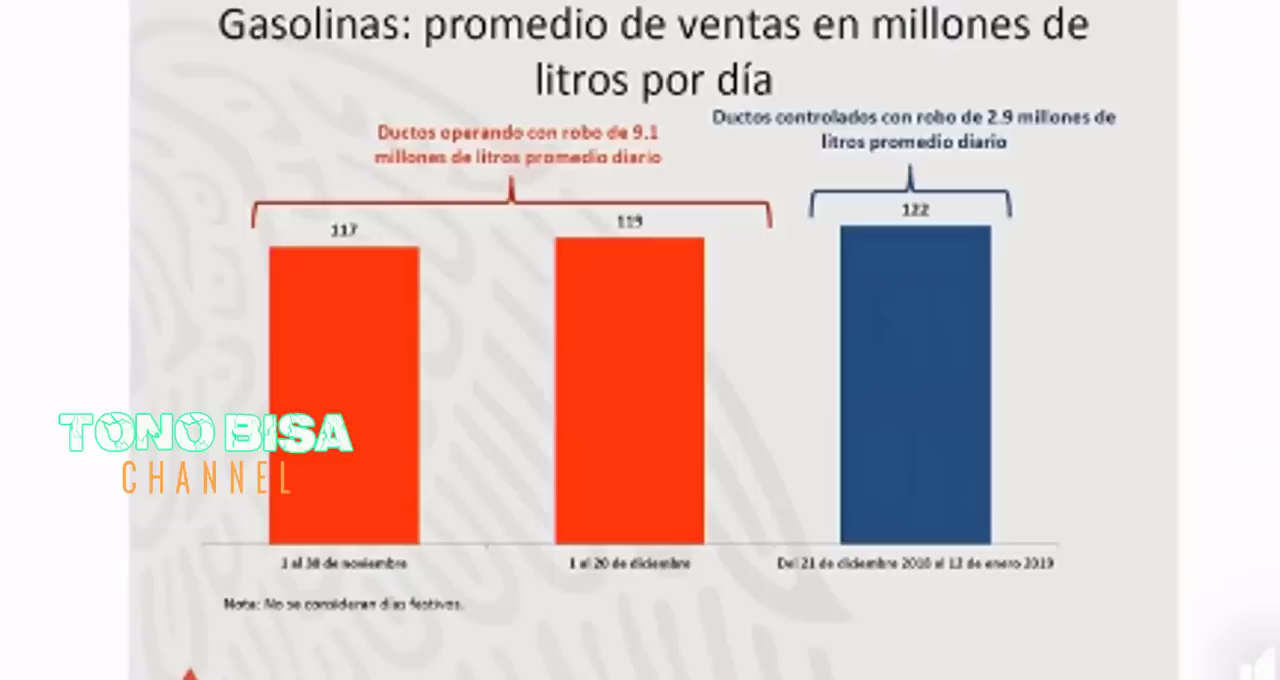 Gasolinas: promedio de ventas en millones de
litros por día
Ductos controlados con robo de 2.9 millones de
litros promedio diario
Ductos operando con robo de 9.1
millones de litros promedio diario
117
119
122
TONO BISA
CHANNEL
1 al 30 de noviembre
1 al 20 de diciembre
Del 21 de diciembre 2018 al 12 de enero 2019
Nota: No se consideran días festivos.